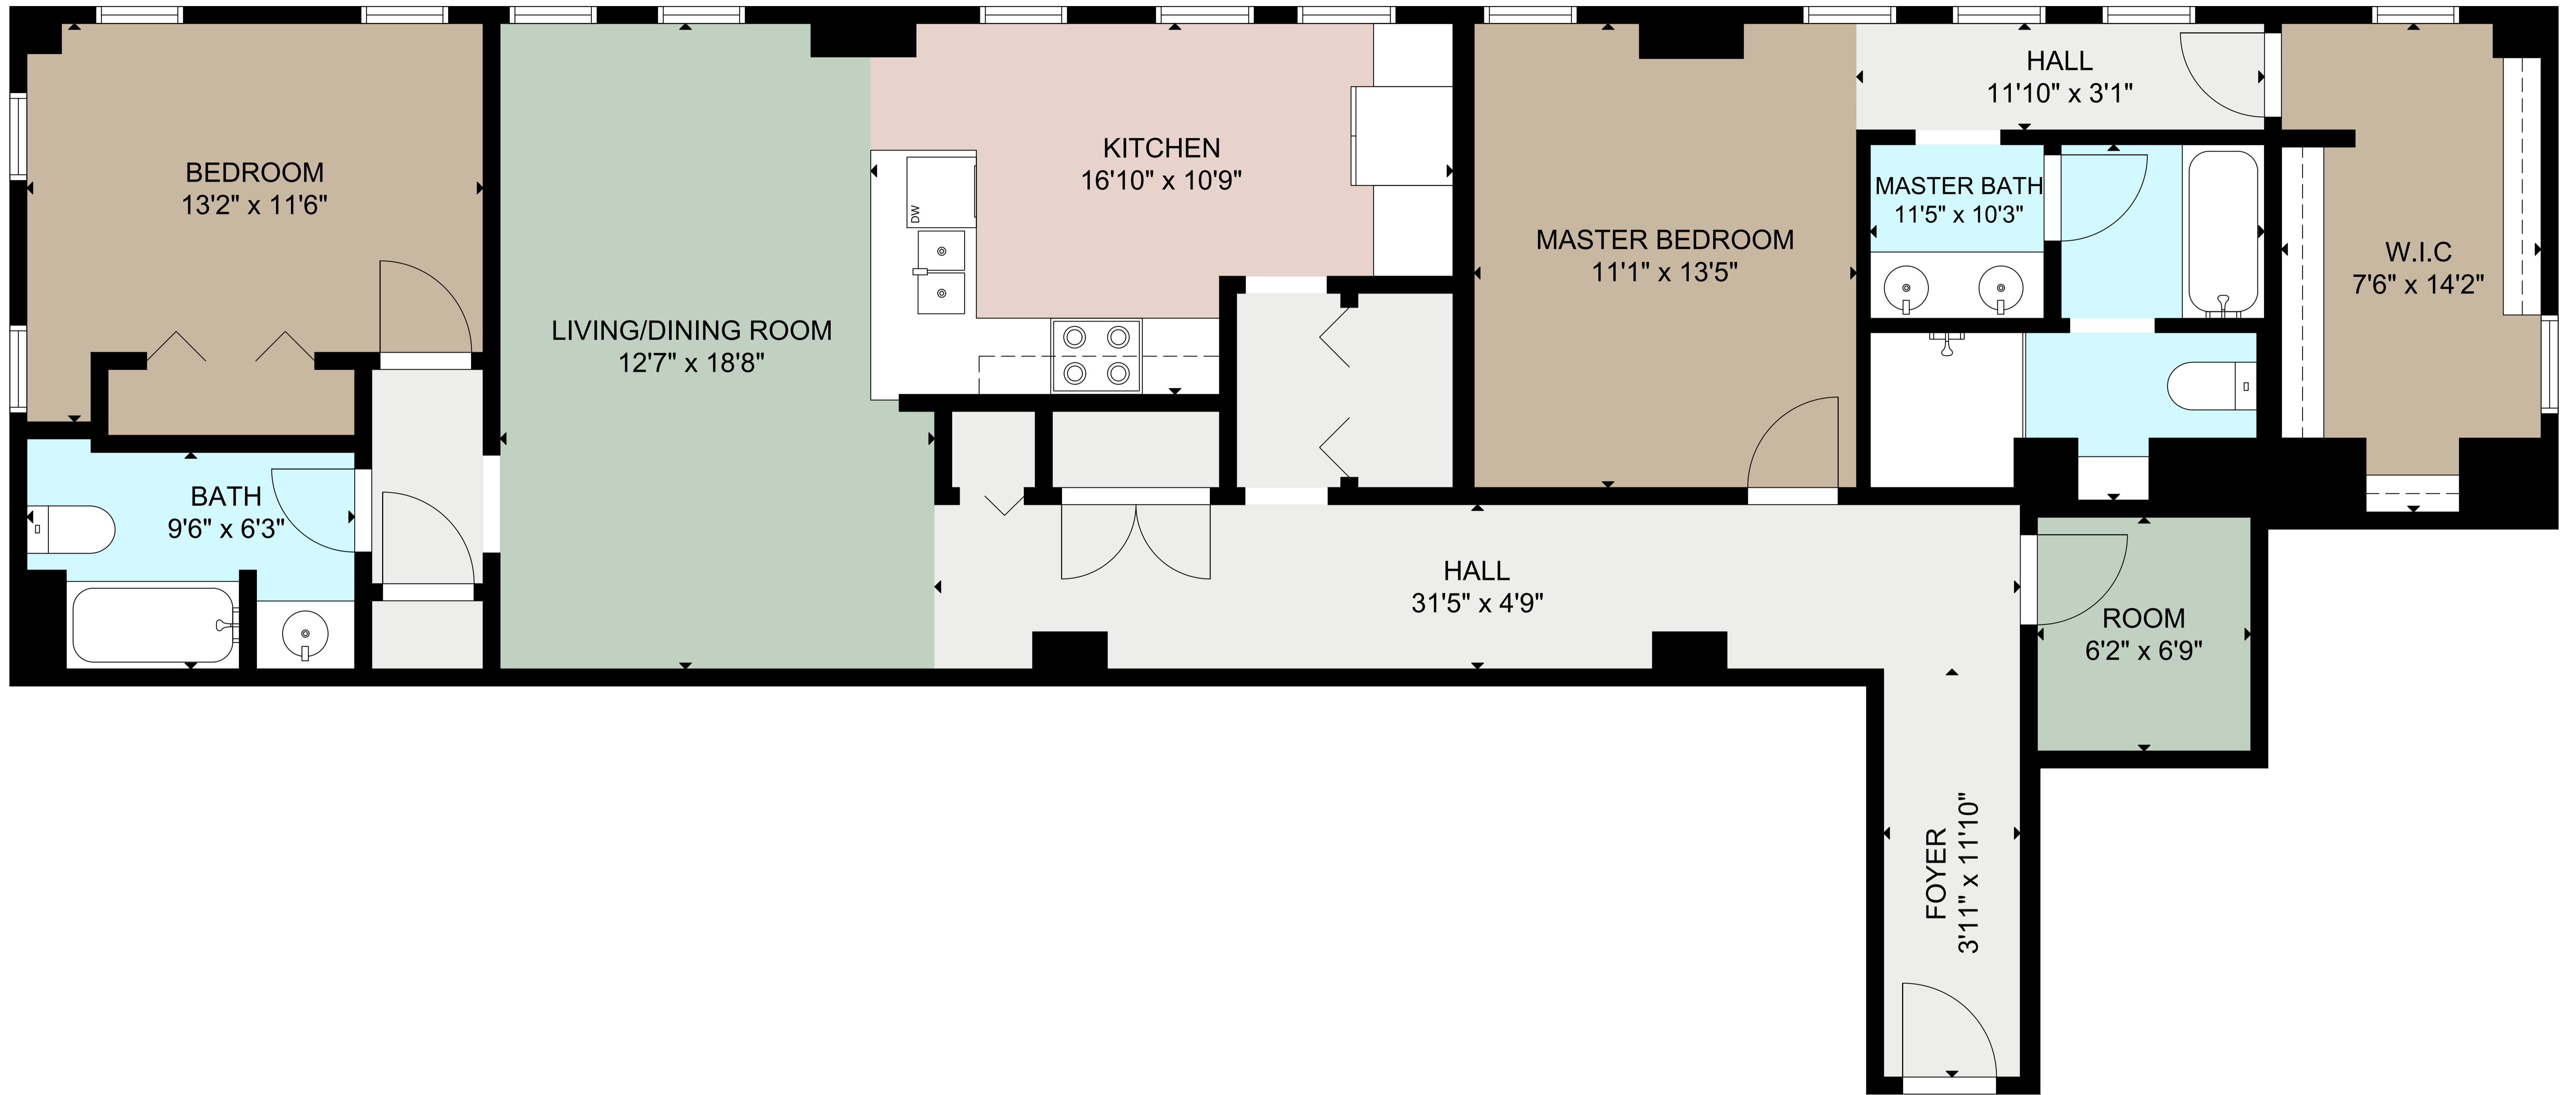 BEDROOM
13'2" x 11'6"
LIVING/DINING ROOM
12'7" x 18'8"
KITCHEN
16'10" x 10'9"
DW
MASTER BEDROOM
11'1" x 13'5"
HALL
11'10" x 3'1"
MASTER BATH
11'5" x 10'3"
W.I.C
7'6" x 14'2"
BATH
9'6" x 6'3"
HALL
31'5" x 4'9"
ROOM
6'2" x 6'9"
FOYER
3'11" x 11'10"